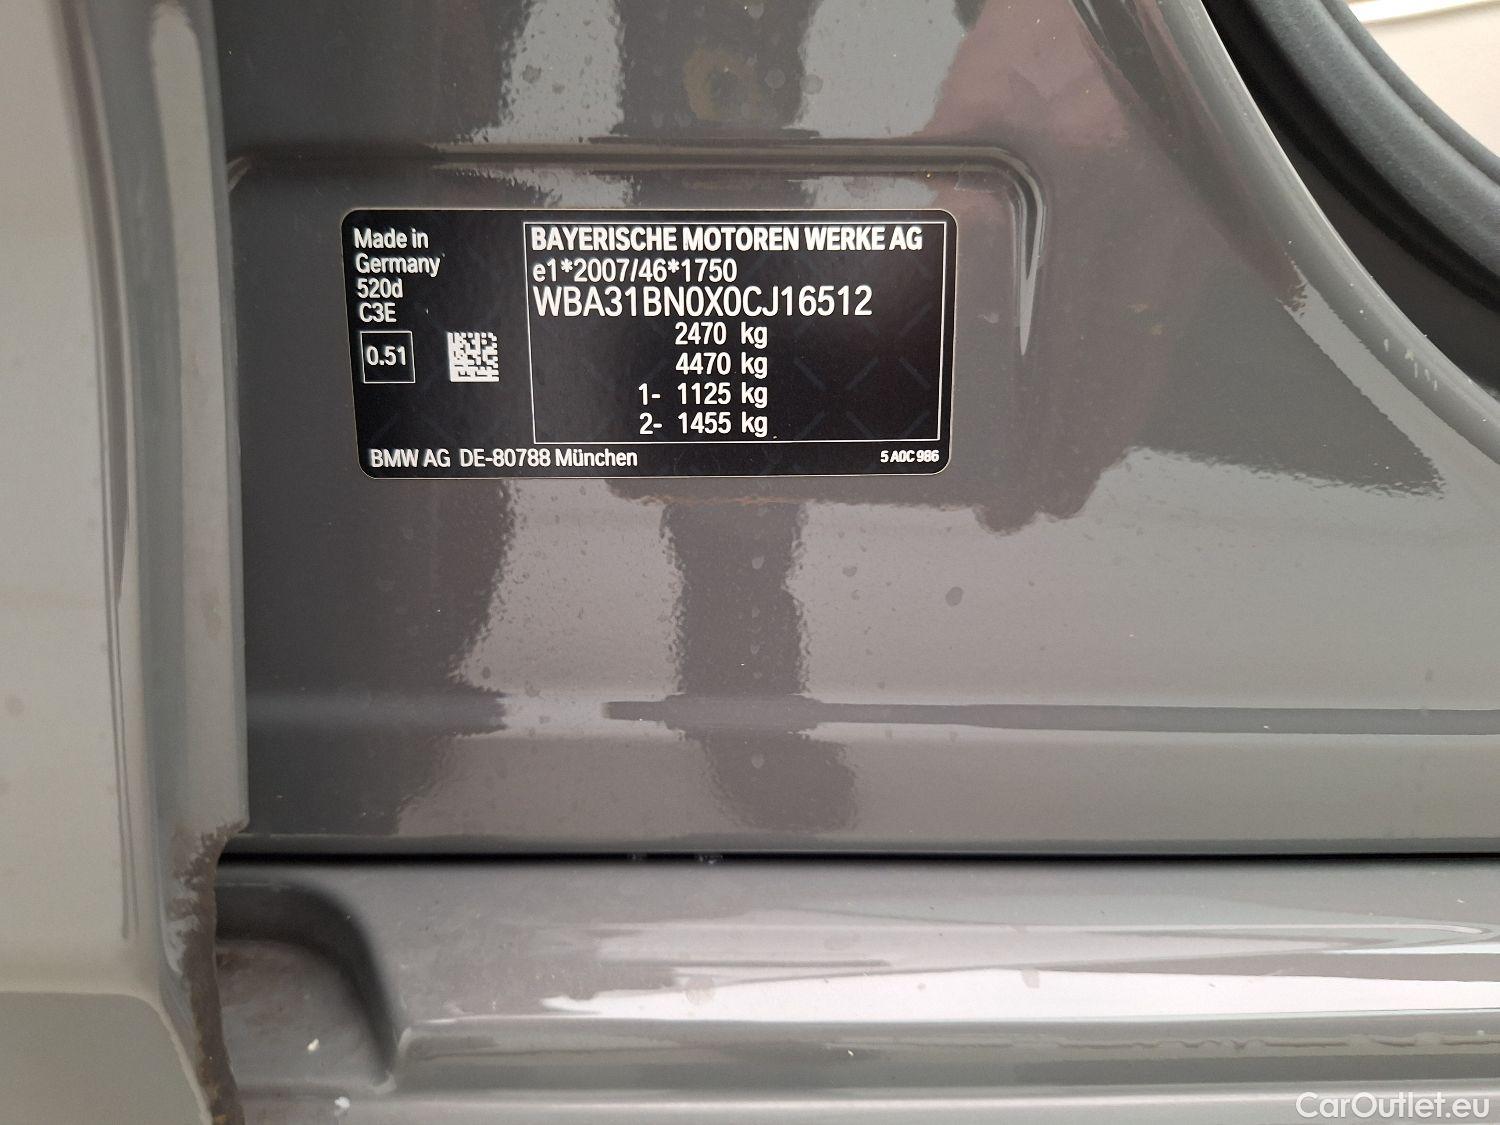 Made in
Germany
520d
C3E
0.51
BAYERISCHE MOTOREN WERKE AG
e1*2007/46*1750
WBA31BN0X0CJ16512
2470 kg
4470 kg
1- 1125 kg
2- 1455 kg
BMW AG DE-80788 München
5 A0C 986
CarOutlet.eu